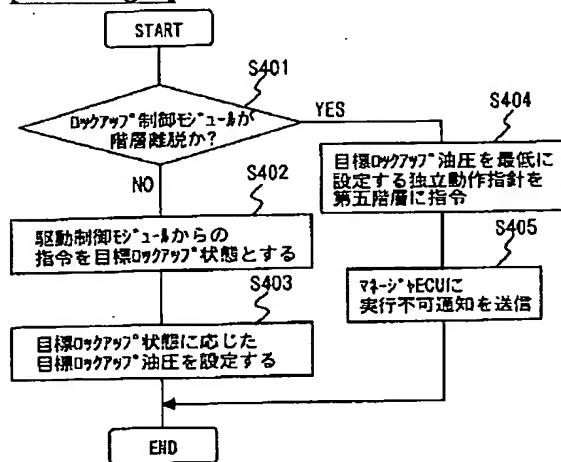 START
S401
ロックアップ制御モジュールが
階層離脱か?
YES
NO
S402
駆動制御モジュールからの
指令を目標ロックアップ状態とする
S403
目標ロックアップ状態に応じた
目標ロックアップ油圧を設定する
S404
目標ロックアップ油圧を最低に
設定する独立動作指針を
第五階層に指令
S405
マネージャECUに
実行不可通知を送信
END